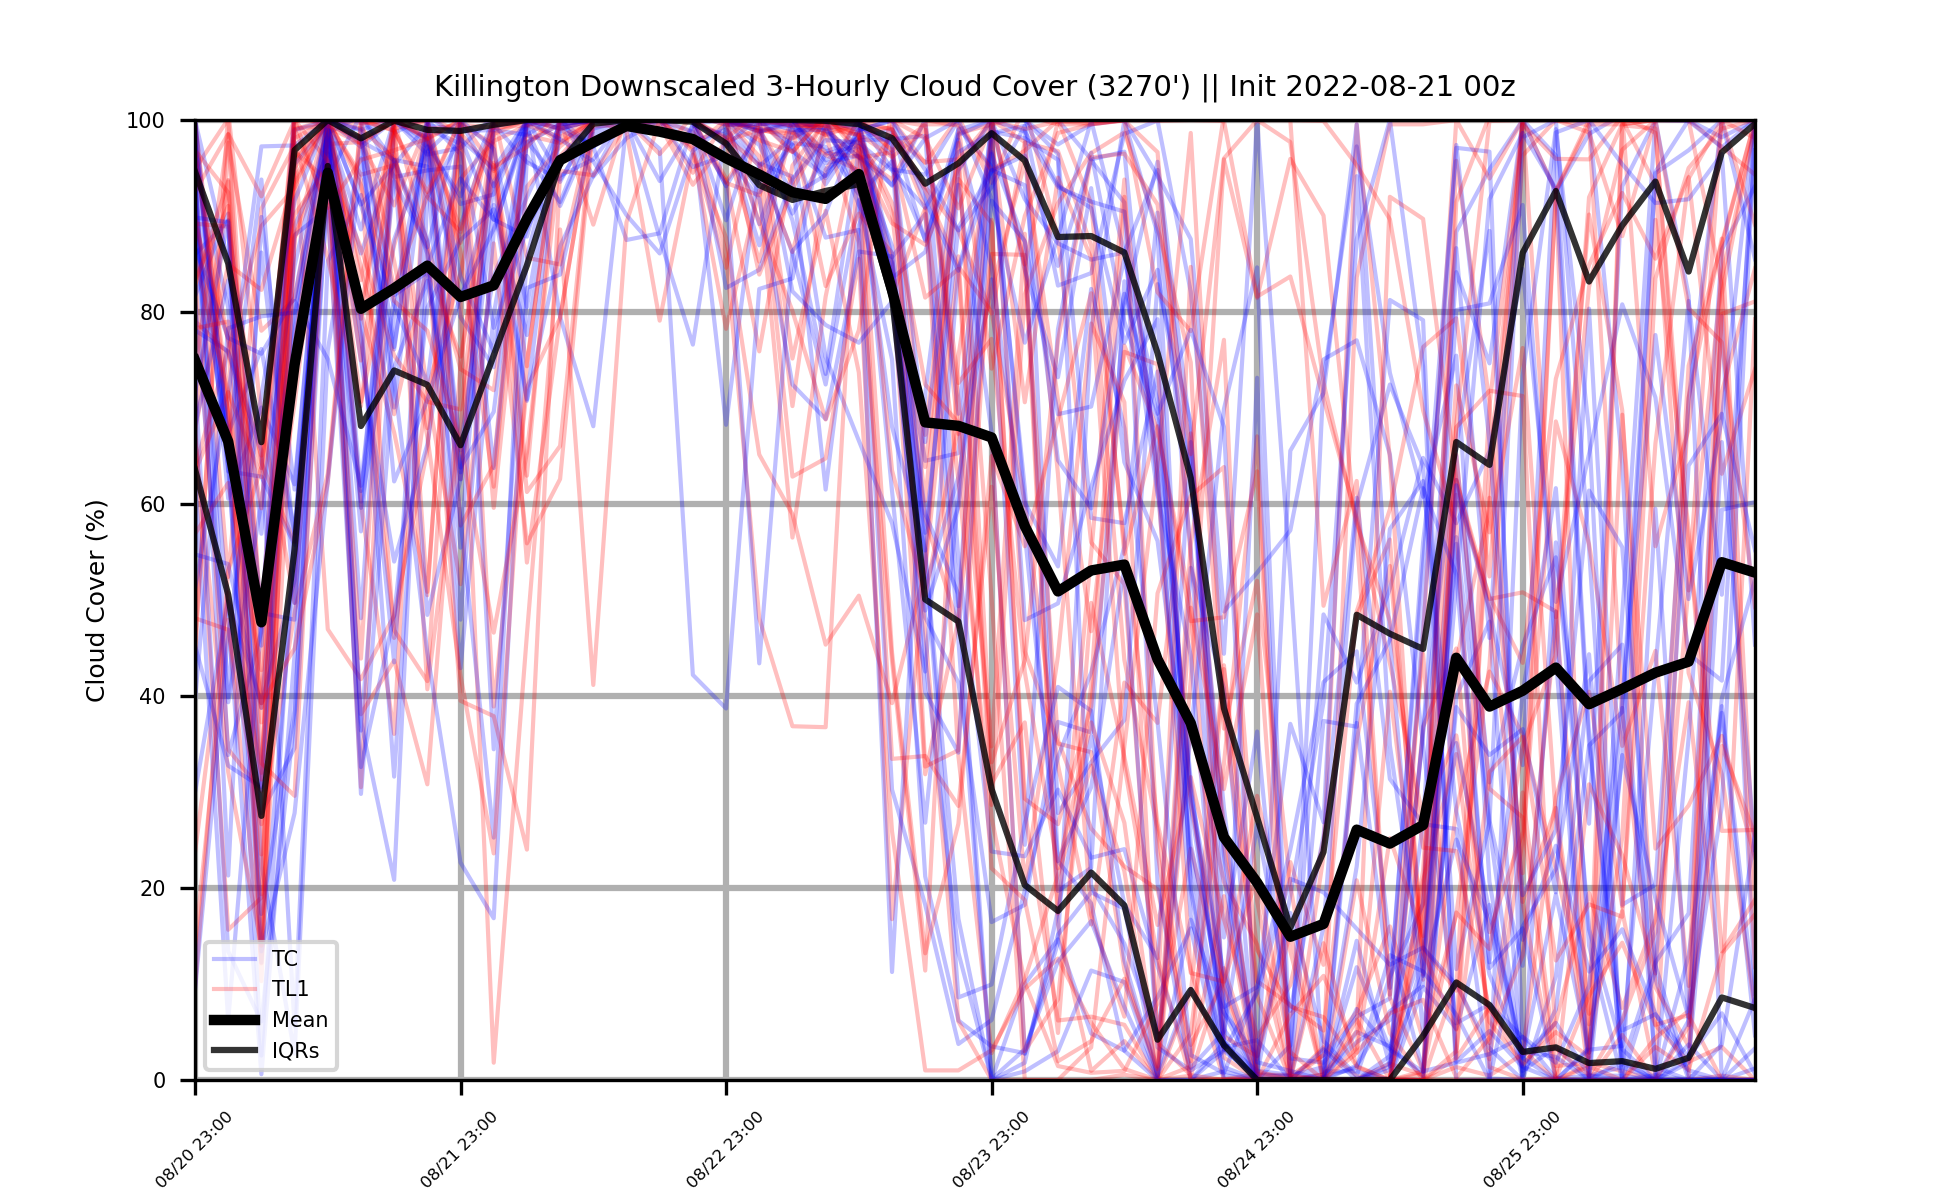 Killington Downscaled 3-Hourly Cloud Cover (3270') || Init 2022-08-21 00z
Cloud Cover (%)
100
80
60
40
20
0
TC
TL1
Mean
IQRs
08/20 23:00
08/21 23:00
08/22 23:00
08/23 23:00
08/24 23:00
08/25 23:00